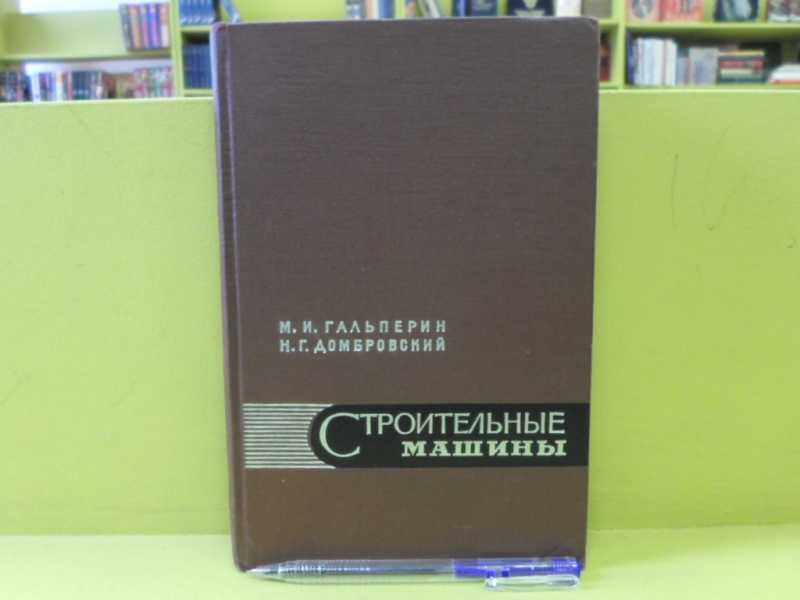 М. И. ГАЛЬПЕРИН
Н. Г. ДОМБРОВСКИЙ
СТРОИТЕЛЬНЫЕ
МАШИНЫ